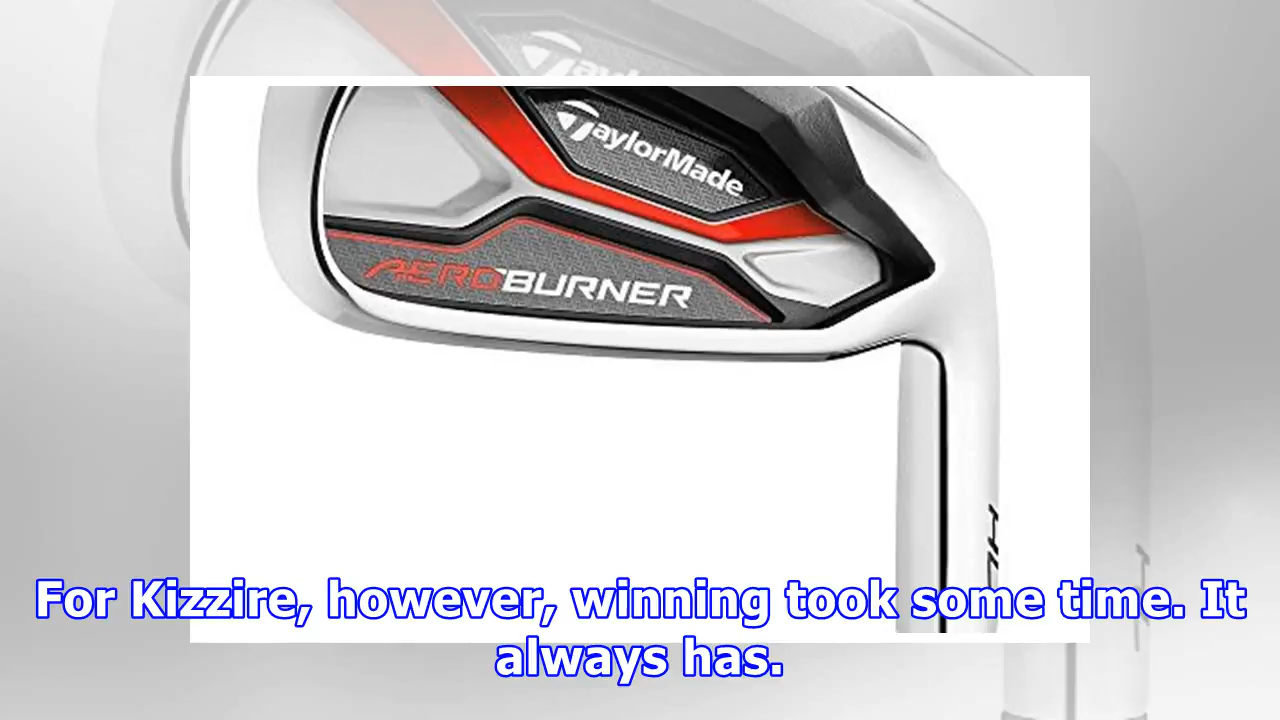 TaylorMade
AEROBURNER
For Kizzire, however, winning took some time. It
always has.